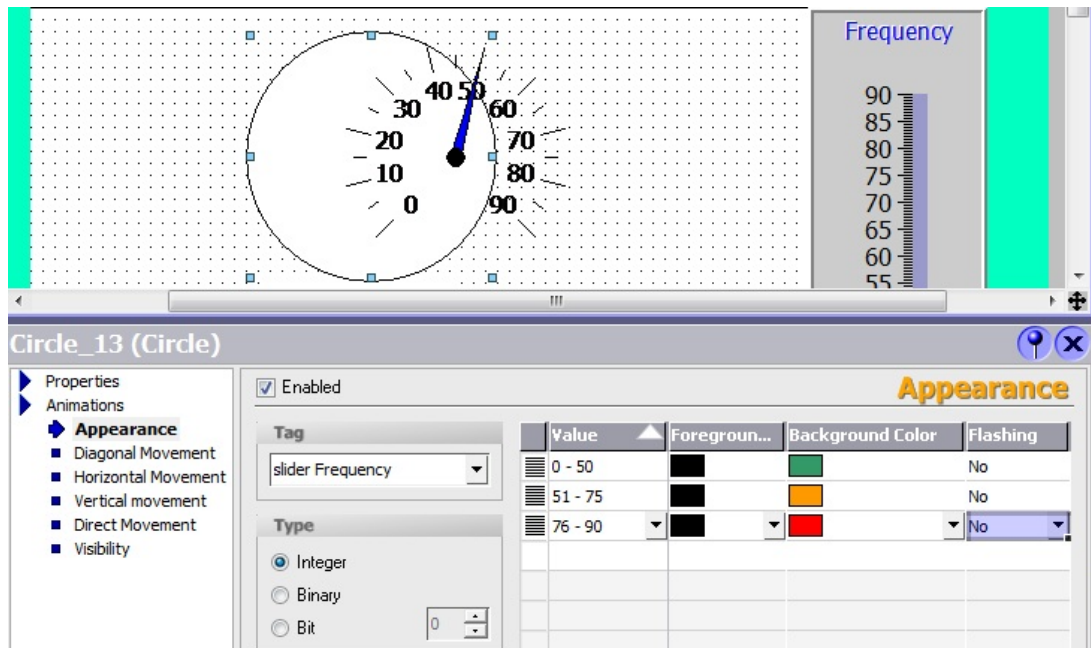 Frequency
40 50
30
60
20
70
10
80
0
90
90
85
80
75
70
65
60
55
Circle_13 (Circle)
Properties
Animations
Appearance
Diagonal Movement
Horizontal Movement
Vertical movement
Direct Movement
Visibility
Enabled
Appearance
Tag
slider Frequency
Type
Integer
Binary
Bit
0
Value Foregroun... Background Color Flashing
0 - 50 No
51 - 75 No
76 - 90 No